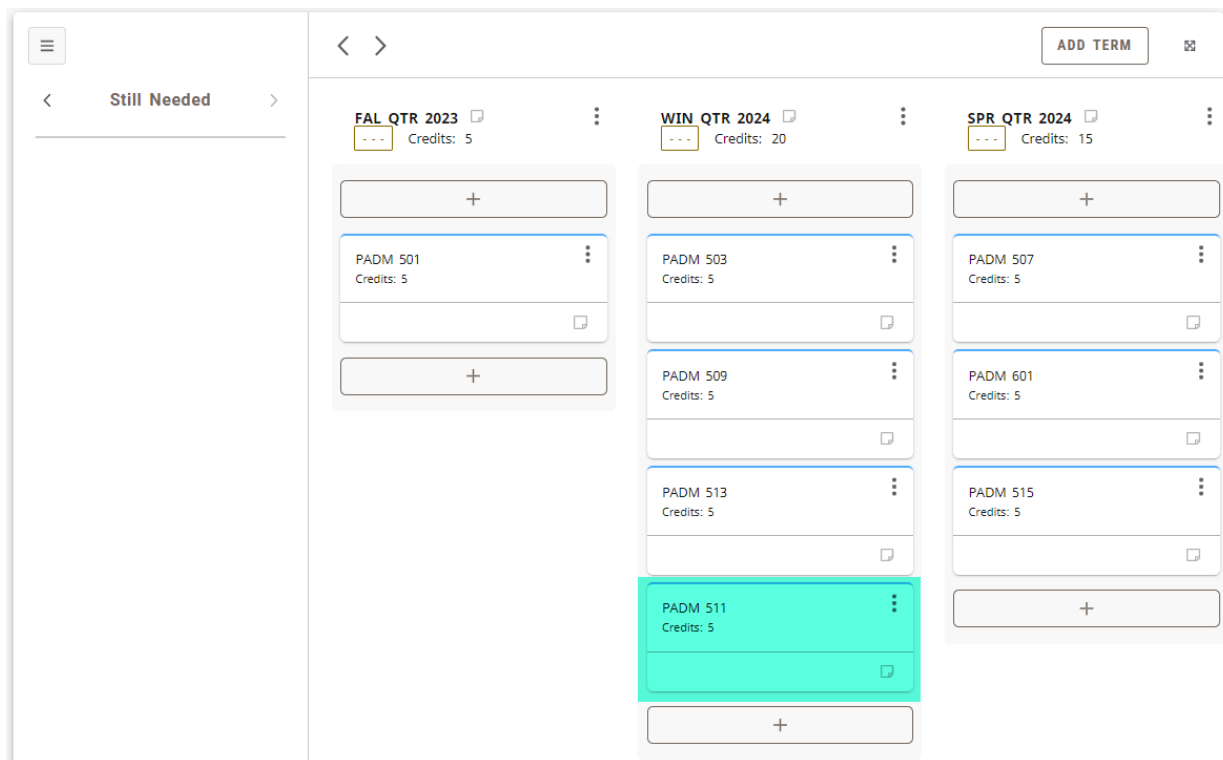 ADD TERM
Still Needed
FAL QTR 2023
- - - Credits: 5
+
PADM 501
Credits: 5
+
WIN QTR 2024
- - - Credits: 20
+
PADM 503
Credits: 5
PADM 509
Credits: 5
PADM 513
Credits: 5
PADM 511
Credits: 5
+
SPR QTR 2024
- - - Credits: 15
+
PADM 507
Credits: 5
PADM 601
Credits: 5
PADM 515
Credits: 5
+